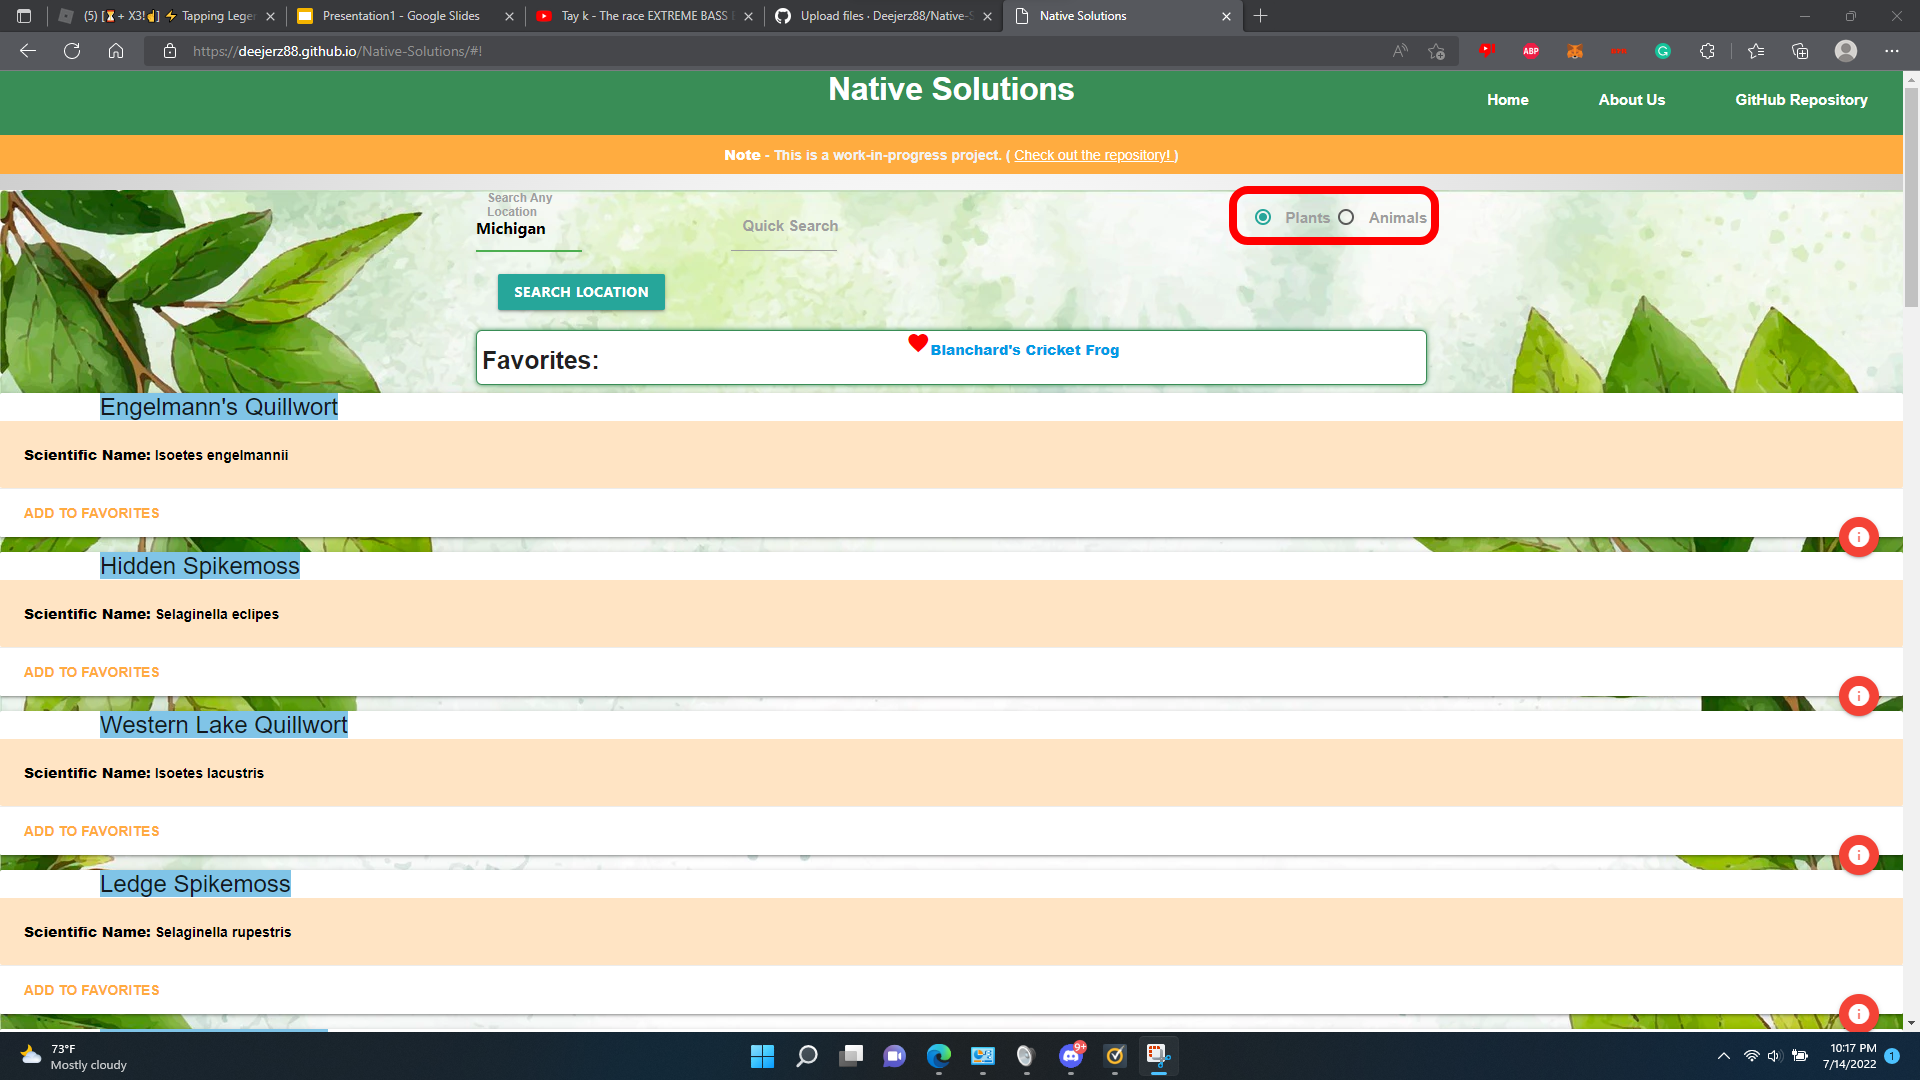 (5) [⏳+ X3!☝] ⚡ Tapping Leger
Presentation1 - Google Slides
Tay k - The race EXTREME BASS
Upload files · Deejerz88/Native-S
Native Solutions
https://deejerz88.github.io/Native-Solutions/#!
ABP
Native Solutions
Home
About Us
GitHub Repository
Note - This is a work-in-progress project. ( Check out the repository! )
Search Any
Location
Michigan
Quick Search
Plants
Animals
SEARCH LOCATION
Favorites:
Blanchard's Cricket Frog
Engelmann's Quillwort
Scientific Name: Isoetes engelmannii
ADD TO FAVORITES
Hidden Spikemoss
Scientific Name: Selaginella eclipes
ADD TO FAVORITES
Western Lake Quillwort
Scientific Name: Isoetes lacustris
ADD TO FAVORITES
Ledge Spikemoss
Scientific Name: Selaginella rupestris
ADD TO FAVORITES
73°F
Mostly cloudy
9+
10:17 PM
7/14/2022
1